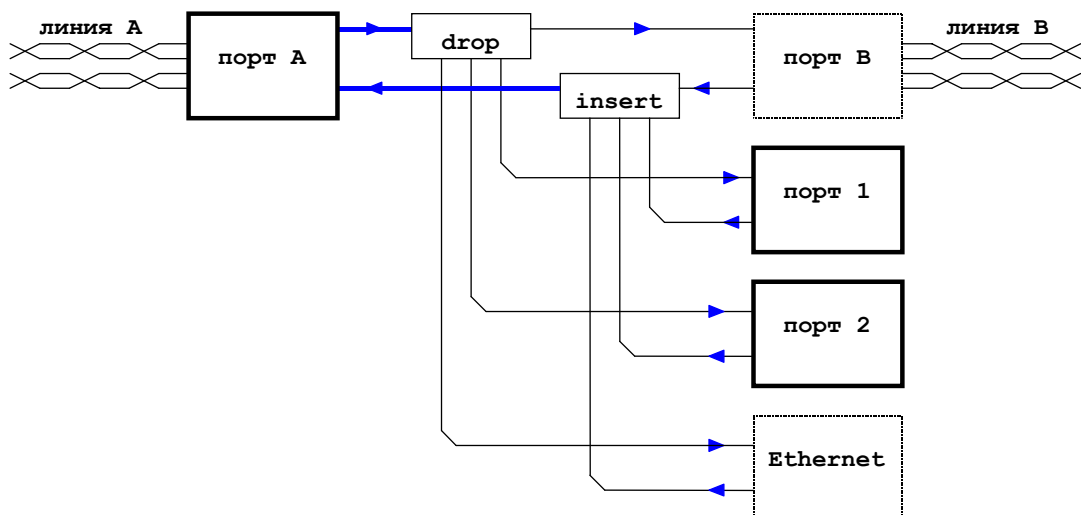 линия A
порт A
drop
insert
порт B
линия B
порт 1
порт 2
Ethernet